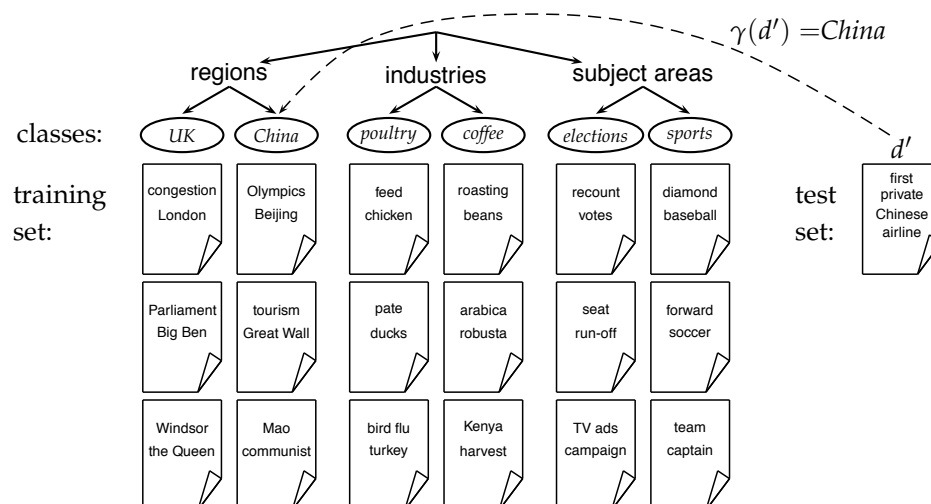 γ(d′) =China
regions industries subject areas
classes: UK China poultry coffee elections sports
d′
training set:
congestion London
Olympics Beijing
feed chicken
roasting beans
recount votes
diamond baseball
test set:
first private Chinese airline
Parliament Big Ben
tourism Great Wall
pate ducks
arabica robusta
seat run-off
forward soccer
Windsor the Queen
Mao communist
bird flu turkey
Kenya harvest
TV ads campaign
team captain